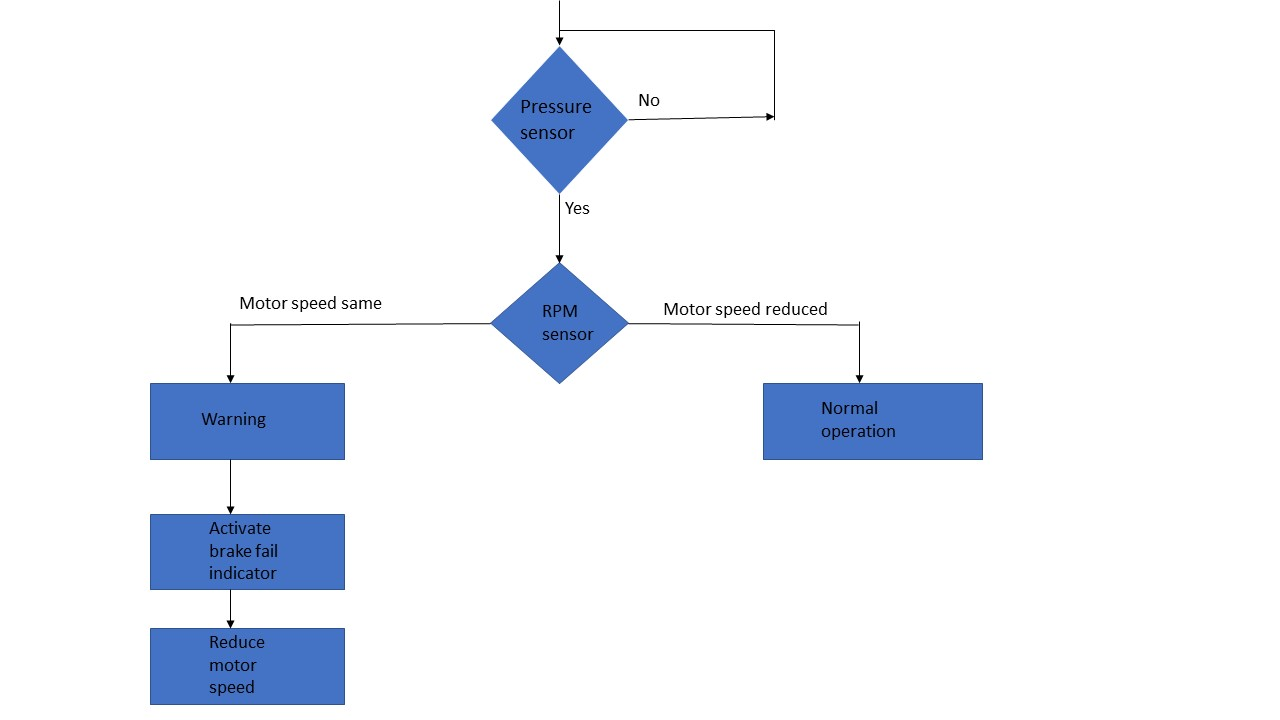 Pressure
sensor
No
Yes
Motor speed same
RPM
sensor
Motor speed reduced
Warning
Normal
operation
Activate
brake fail
indicator
Reduce
motor
speed